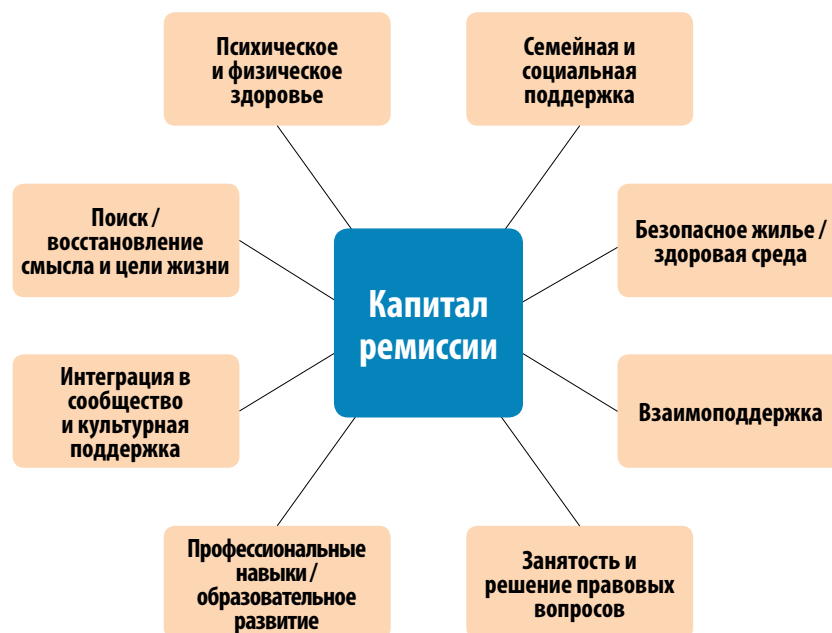 Психическое
и физическое
здоровье
Семейная и
социальная
поддержка
Поиск /
восстановление
смысла и цели жизни
Безопасное жилье /
здоровая среда
Капитал
ремиссии
Интеграция в
сообщество
и культурная
поддержка
Взаимоподдержка
Профессиональные
навыки /
образовательное
развитие
Занятость и
решение правовых
вопросов